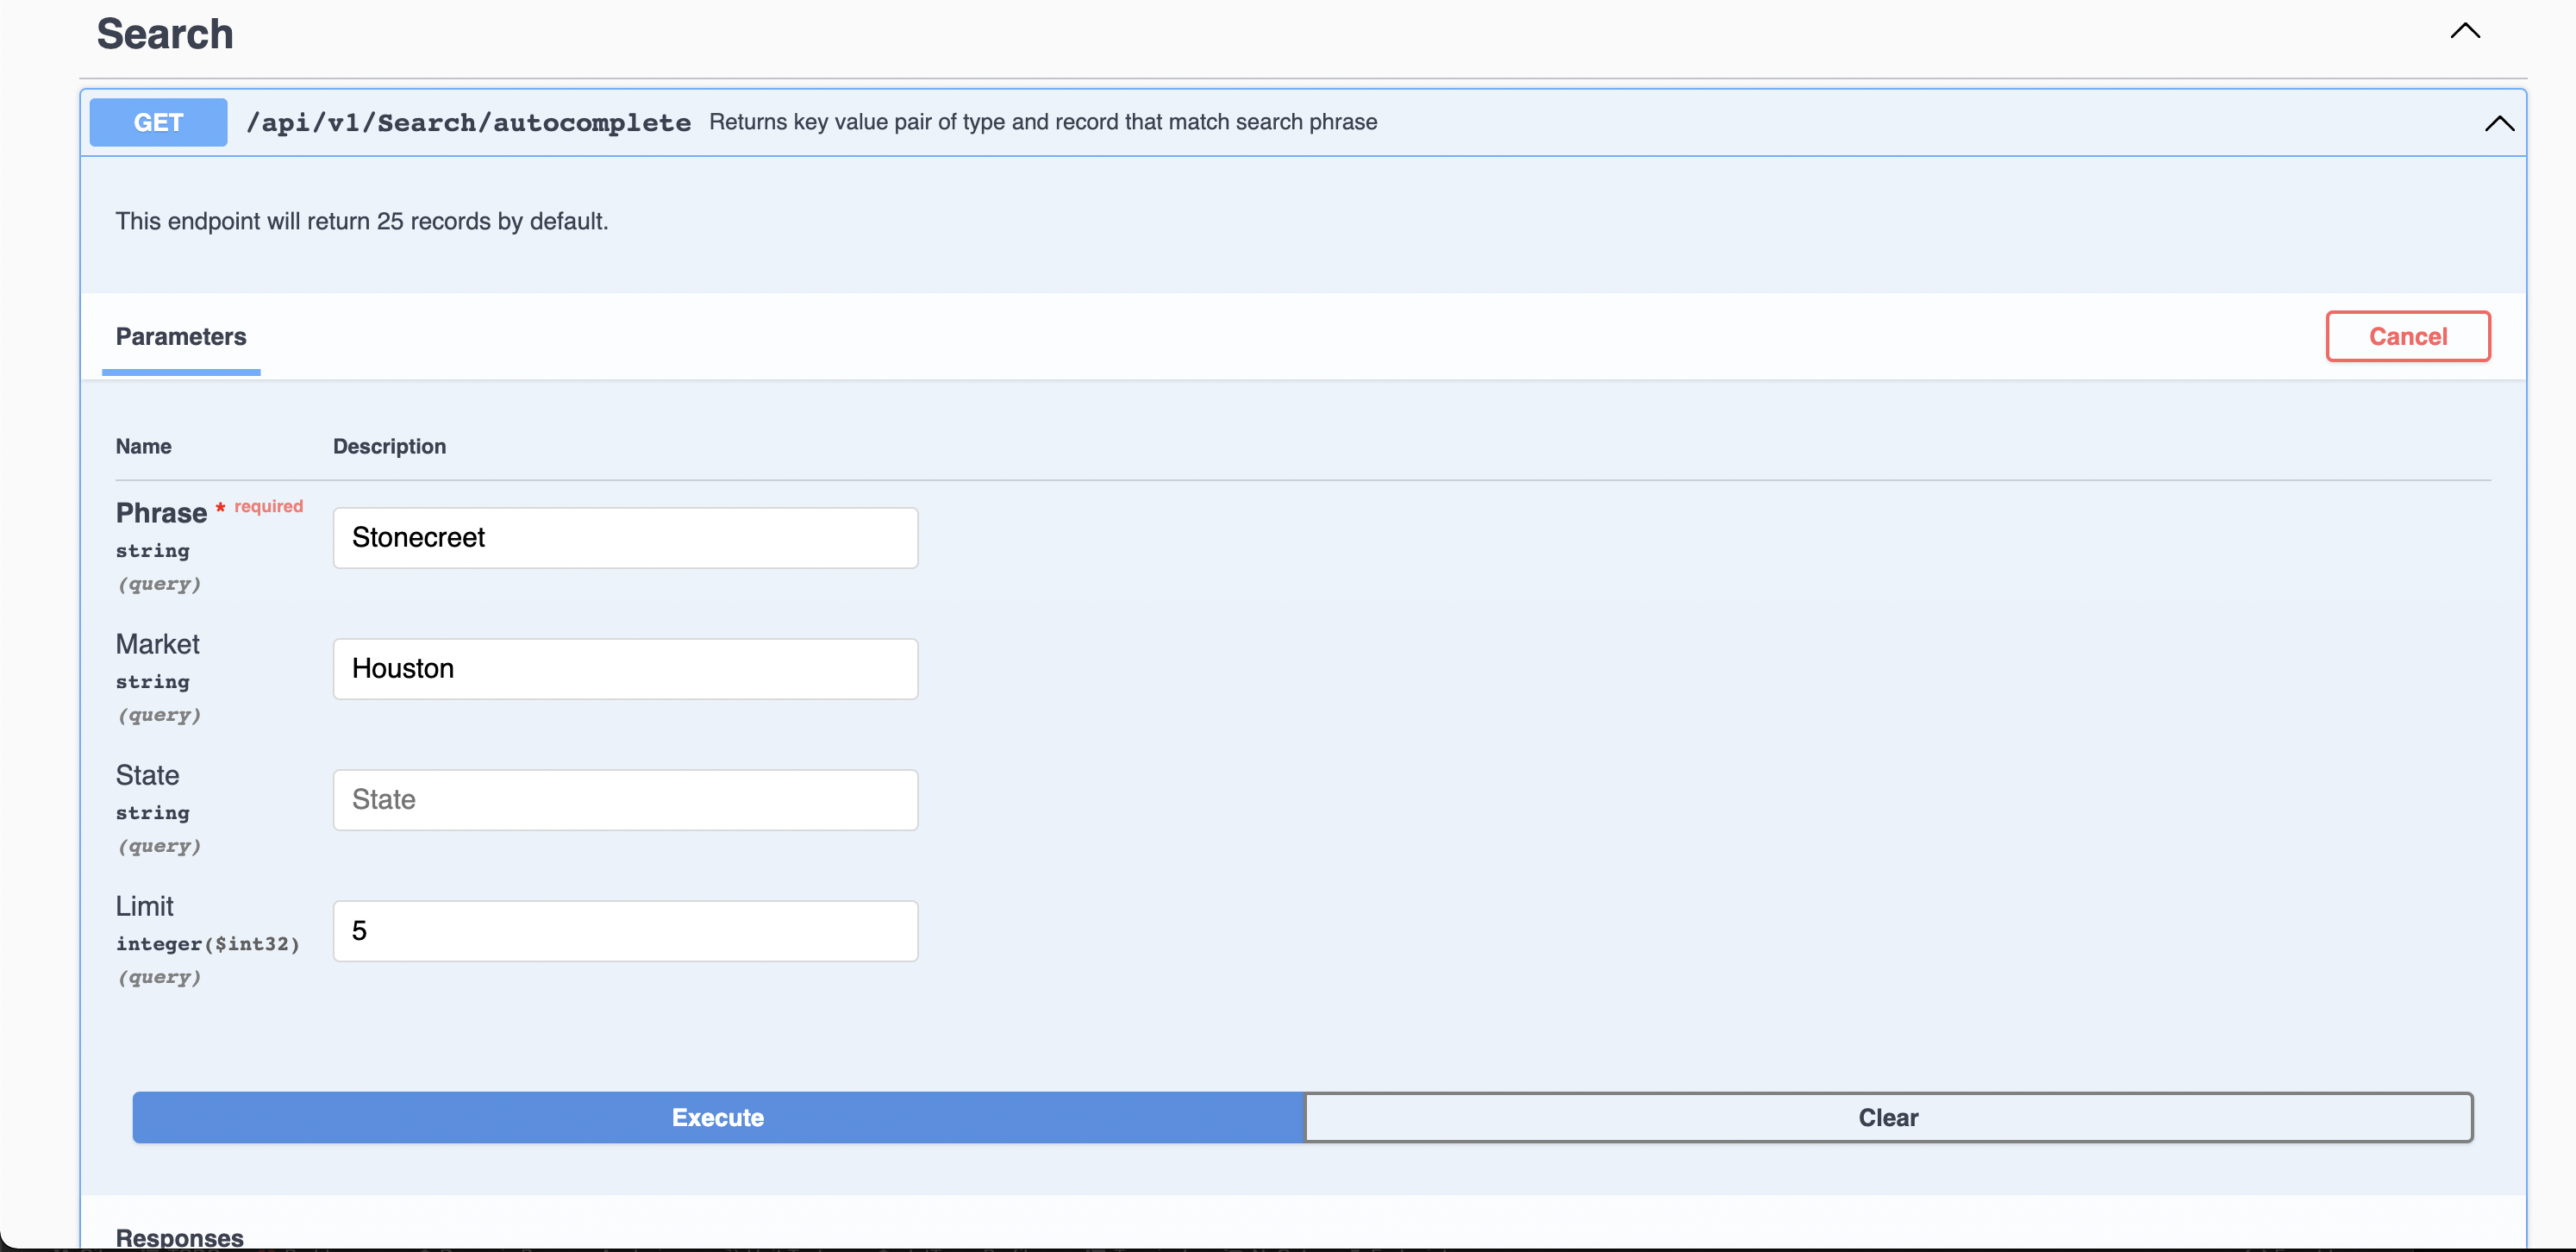 Search
GET /api/v1/Search/autocomplete Returns key value pair of type and record that match search phrase
This endpoint will return 25 records by default.
Parameters
Cancel
Name Description
Phrase * required
string
(query)
Stonecreet
Market
string
(query)
Houston
State
string
(query)
State
Limit
integer($int32)
(query)
5
Execute Clear
Responses